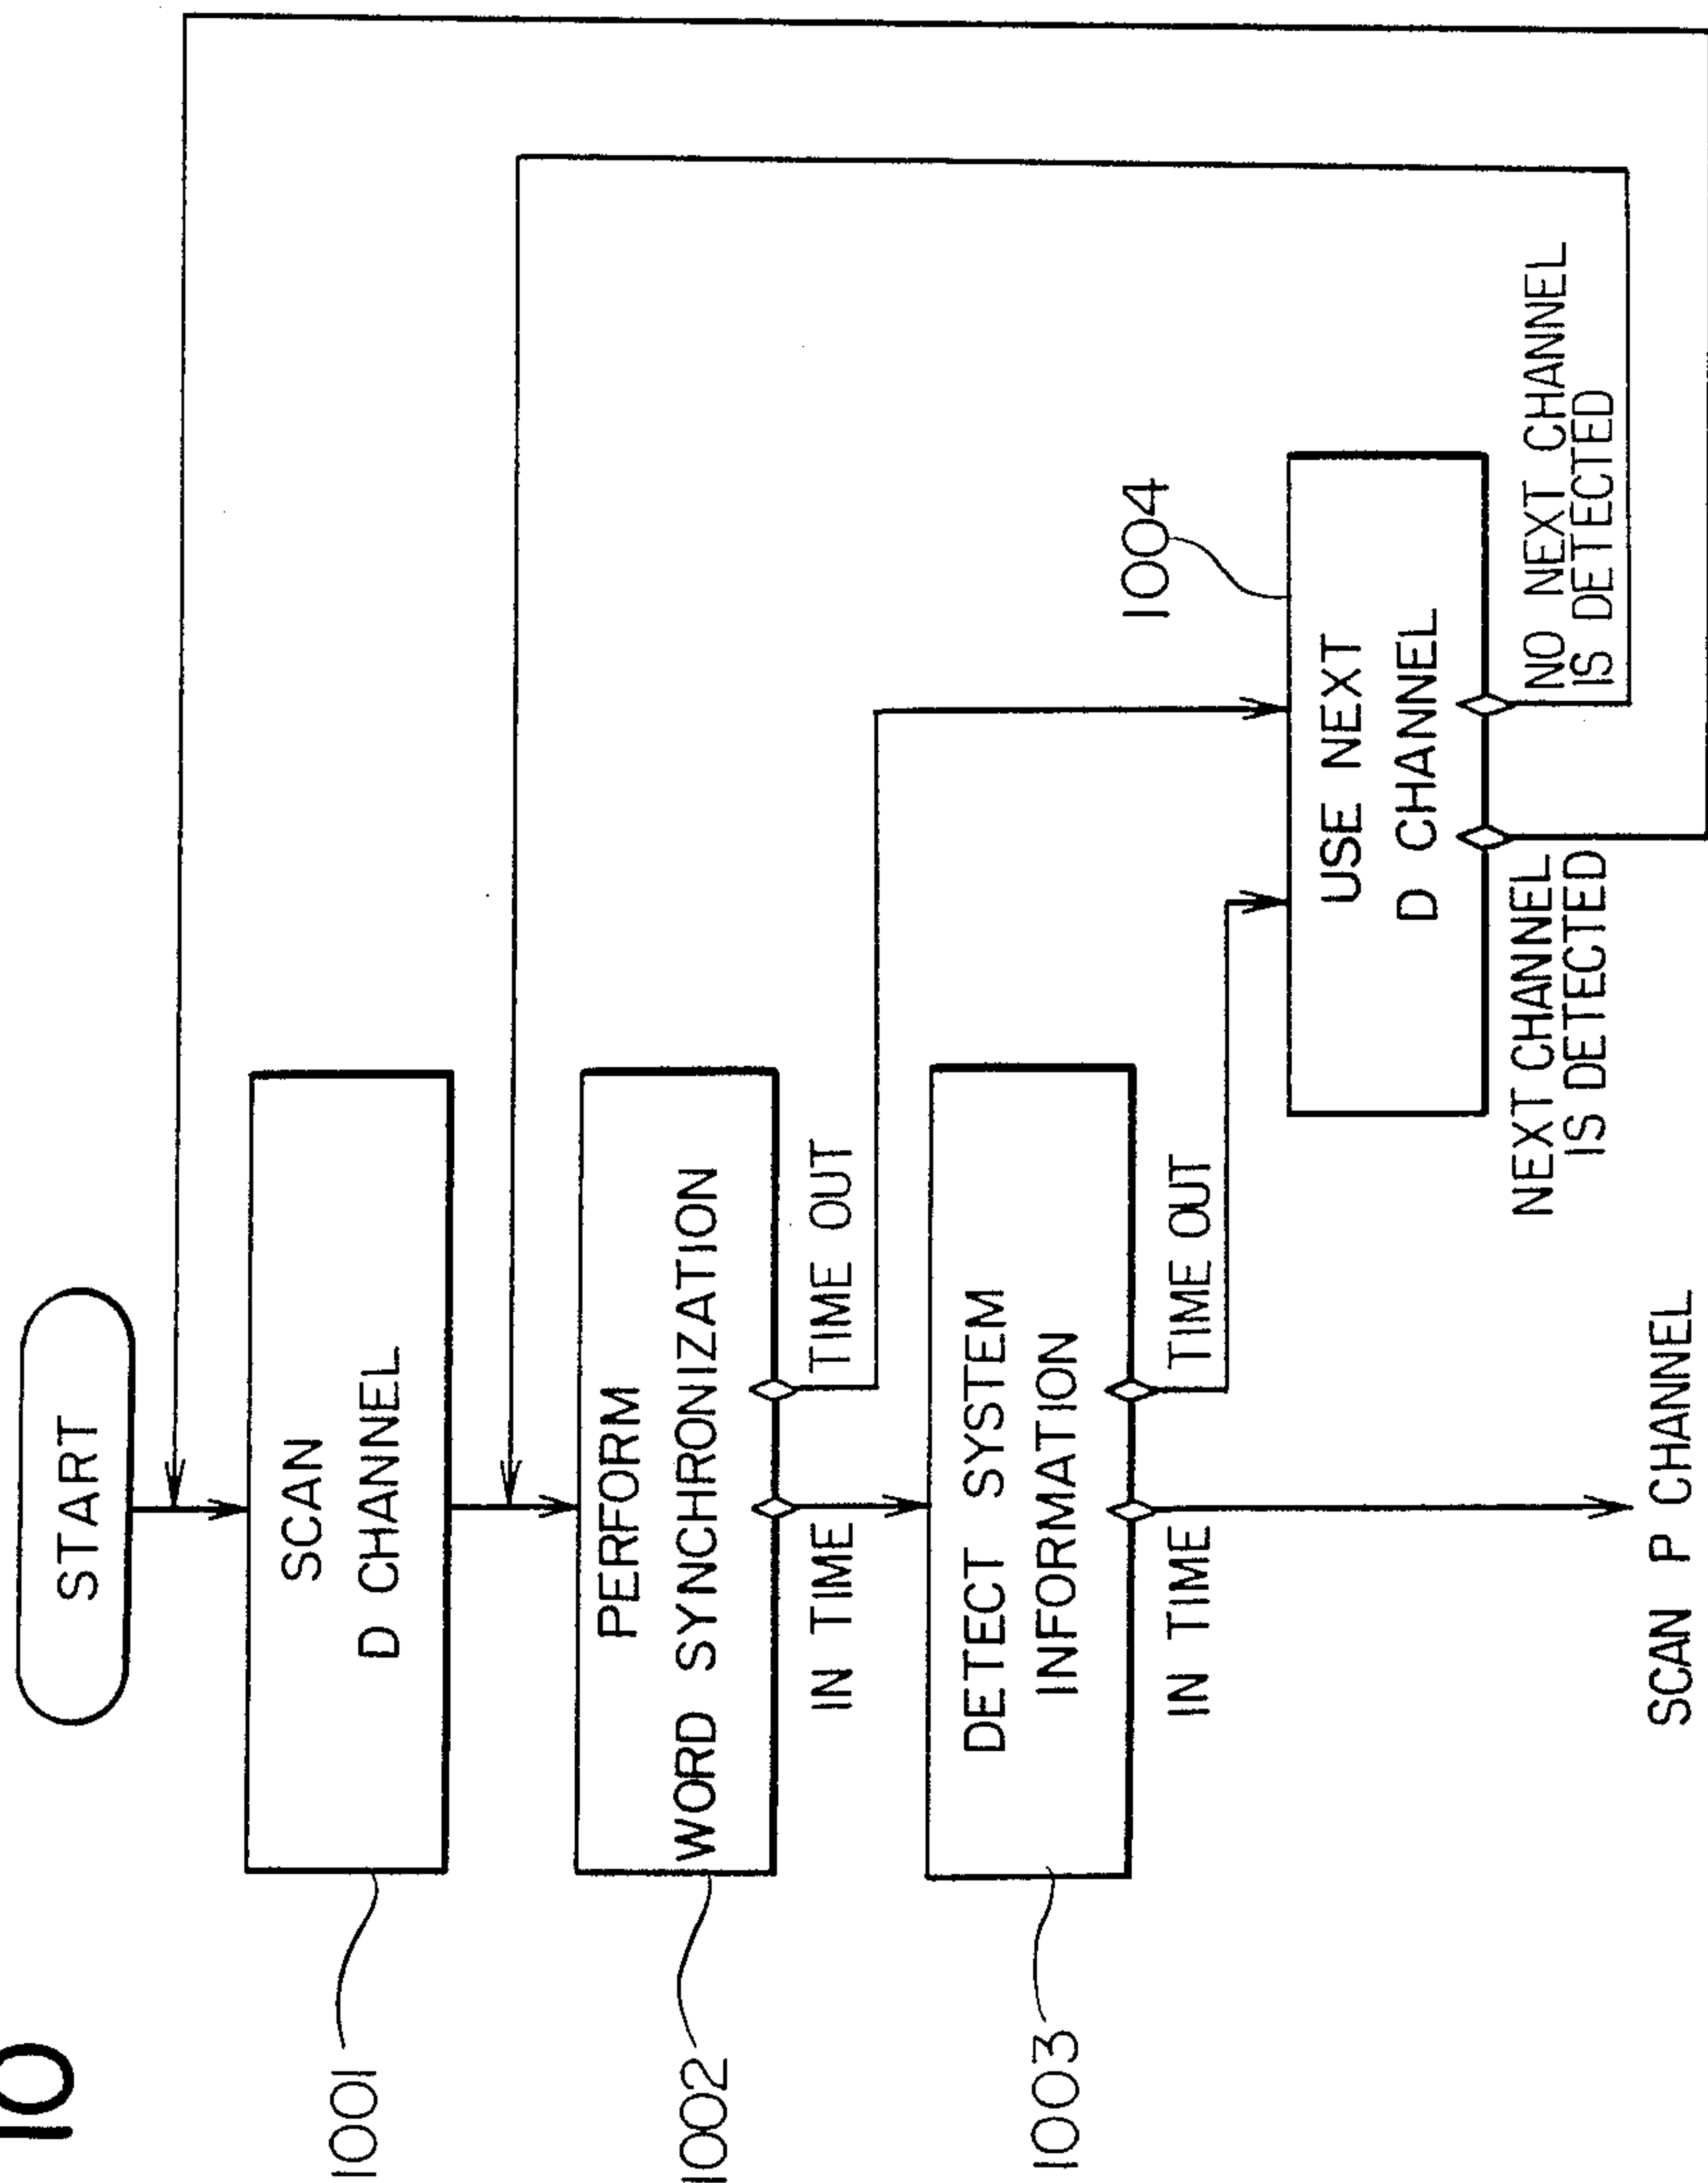 10
START
SCAN
D CHANNEL
1001
PERFORM
WORD SYNCHRONIZATION
1002
IN TIME
TIME OUT
DETECT SYSTEM
INFORMATION
1003
IN TIME
TIME OUT
1004
USE NEXT
D CHANNEL
NEXT CHANNEL
IS DETECTED
NO NEXT CHANNEL
IS DETECTED
SCAN P CHANNEL